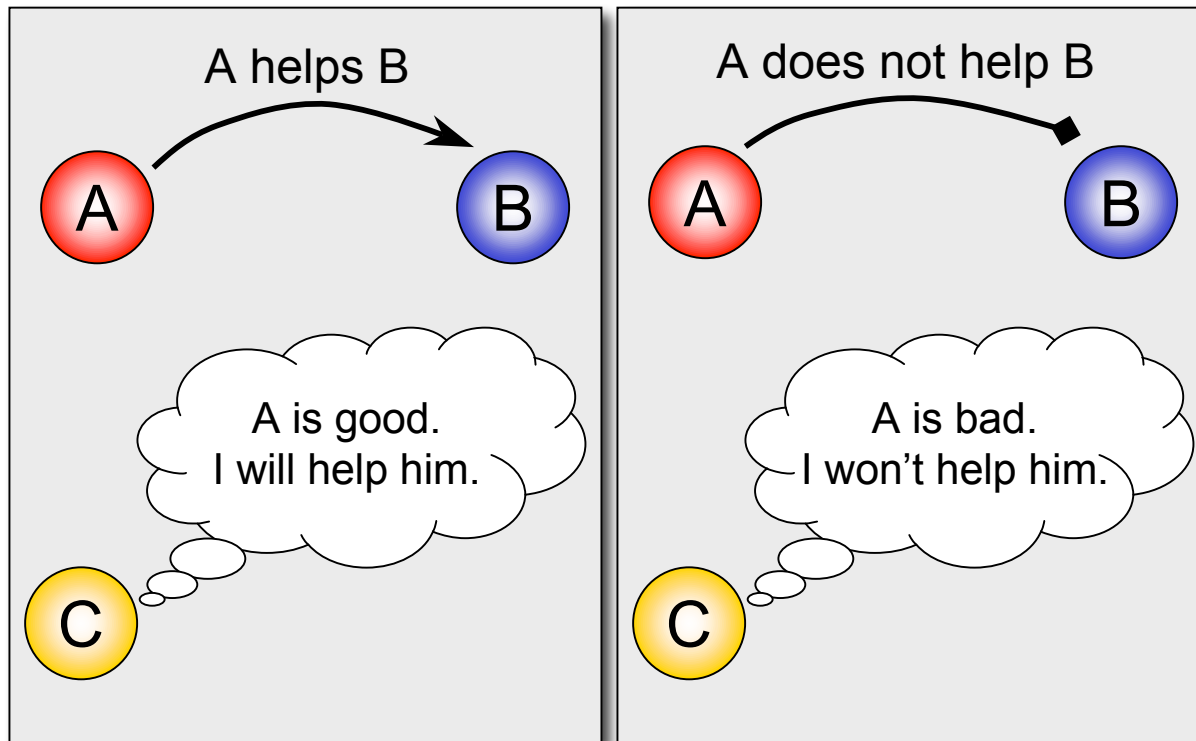 A helps B
A
B
A is good.
I will help him.
C
A does not help B
A
B
A is bad.
I won’t help him.
C